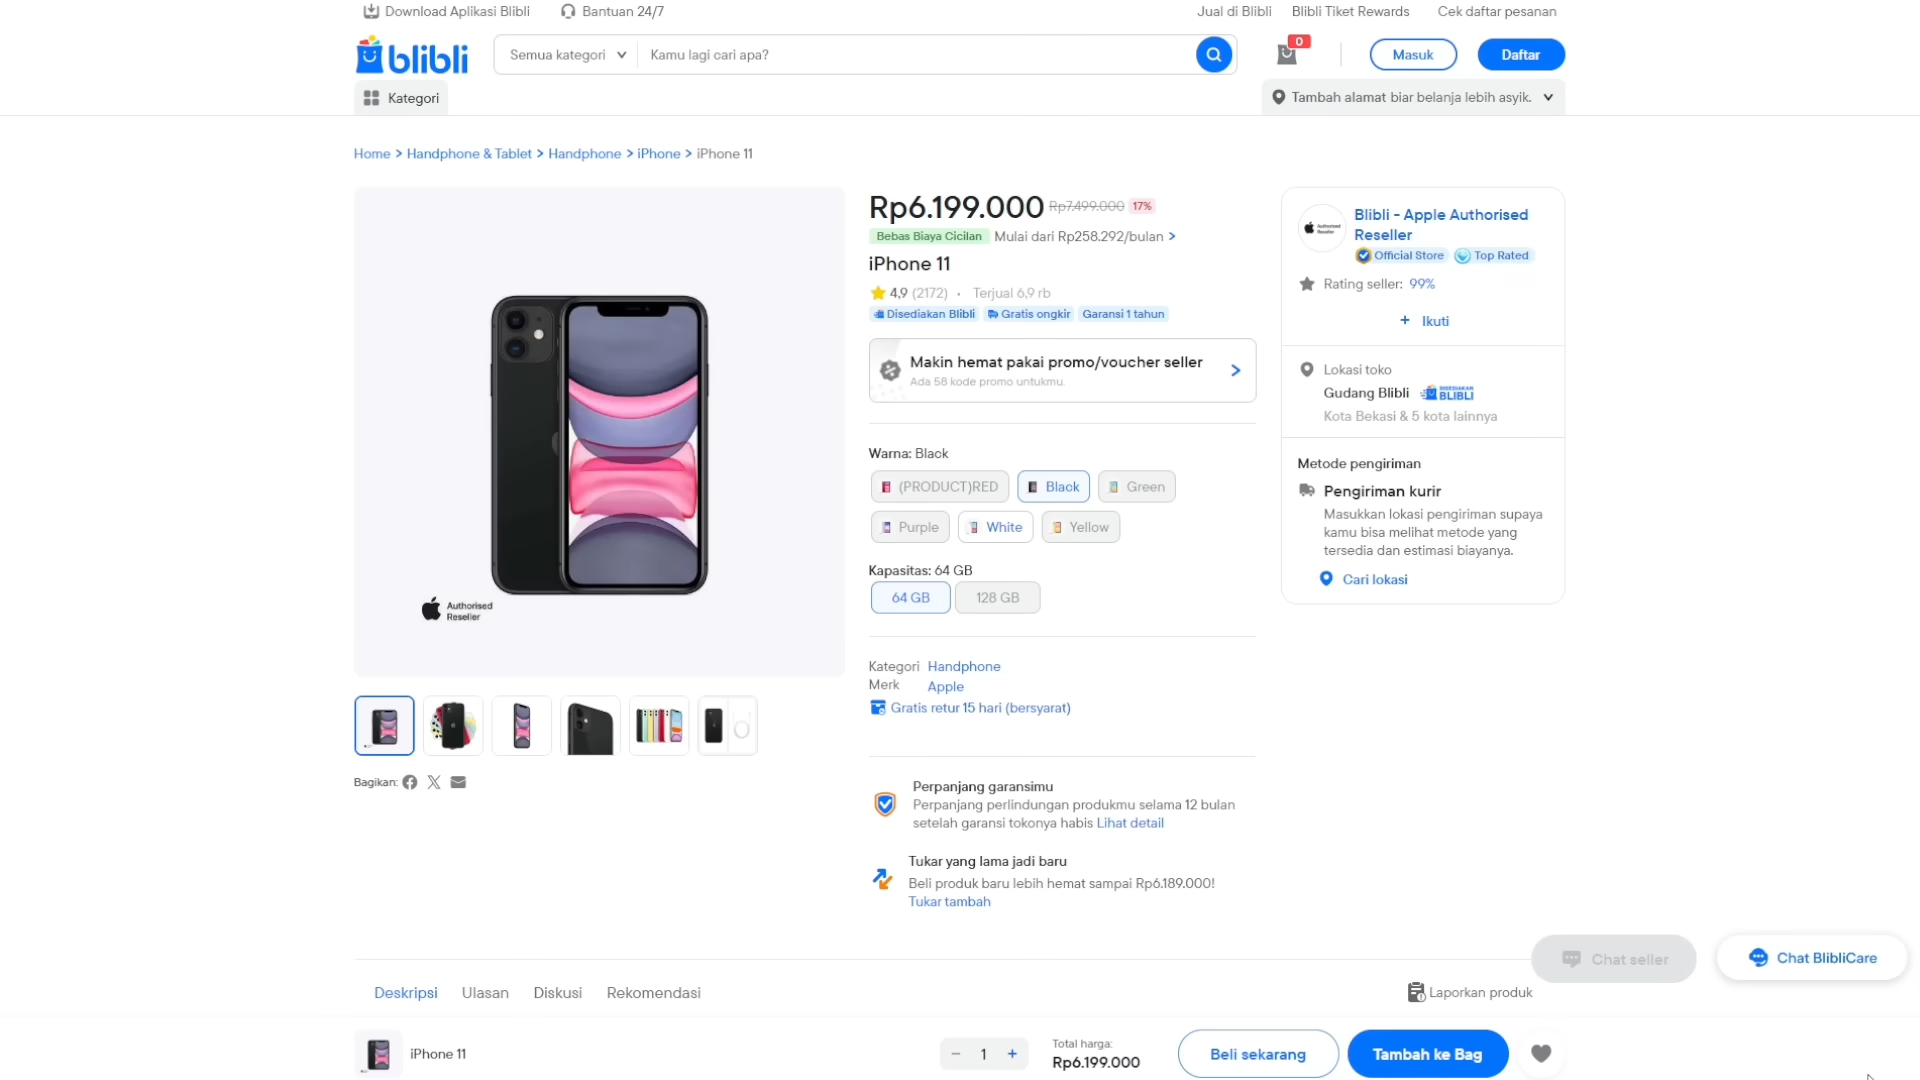 Download Aplikasi Blibli
Bantuan 24/7
Jual di Blibli
Blibli Tiket Rewards
Cek daftar pesanan
blibli
Semua kategori
Kamu lagi cari apa?
0
Masuk
Daftar
Kategori
Tambah alamat biar belanja lebih asyik.
Home > Handphone & Tablet > Handphone > iPhone > iPhone 11
Authorised
Reseller
Bagikan:
Rp6.199.000 Rp7.499.000 17%
Bebas Biaya Cicilan Mulai dari Rp258.292/bulan >
iPhone 11
4,9 (2172) • Terjual 6,9 rb
Disediakan Blibli Gratis ongkir Garansi 1 tahun
Makin hemat pakai promo/voucher seller
Ada 58 kode promo untukmu.
Warna: Black
(PRODUCT)RED Black Green
Purple White Yellow
Kapasitas: 64 GB
64 GB 128 GB
Kategori Handphone
Merk Apple
Gratis retur 15 hari (bersyarat)
Perpanjang garansimu
Perpanjang perlindungan produkmu selama 12 bulan
setelah garansi tokonya habis Lihat detail
Tukar yang lama jadi baru
Beli produk baru lebih hemat sampai Rp6.189.000!
Tukar tambah
Authorised
Reseller
Blibli - Apple Authorised
Reseller
Official Store Top Rated
Rating seller: 99%
+ Ikuti
Lokasi toko
Gudang Blibli DISEDIAKAN BLIBLI
Kota Bekasi & 5 kota lainnya
Metode pengiriman
Pengiriman kurir
Masukkan lokasi pengiriman supaya
kamu bisa melihat metode yang
tersedia dan estimasi biayanya.
Cari lokasi
Chat seller
Chat BlibliCare
Deskripsi Ulasan Diskusi Rekomendasi
Laporkan produk
iPhone 11
− 1 +
Total harga:
Rp6.199.000
Beli sekarang
Tambah ke Bag